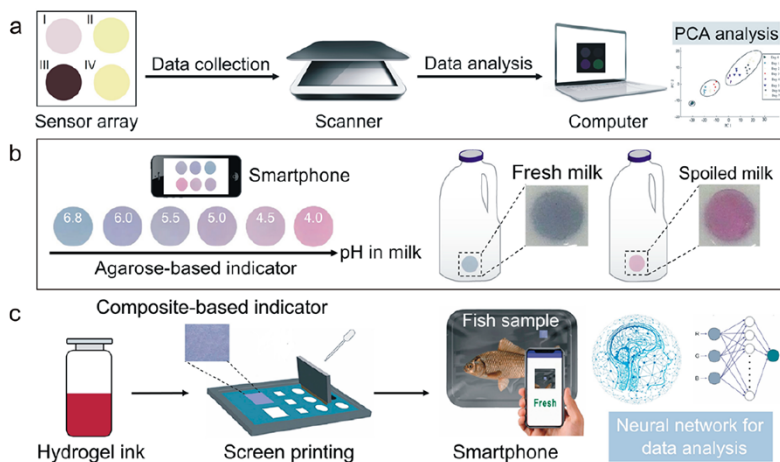 a
I
II
III
IV
Sensor array
Data collection
Scanner
Data analysis
Computer
PCA analysis
b
Smartphone
6.8
6.0
5.5
5.0
4.5
4.0
pH in milk
Agarose-based indicator
Fresh milk
Spoiled milk
c
Composite-based indicator
Hydrogel ink
Screen printing
Fish sample
Fresh
Smartphone
Neural network for
data analysis